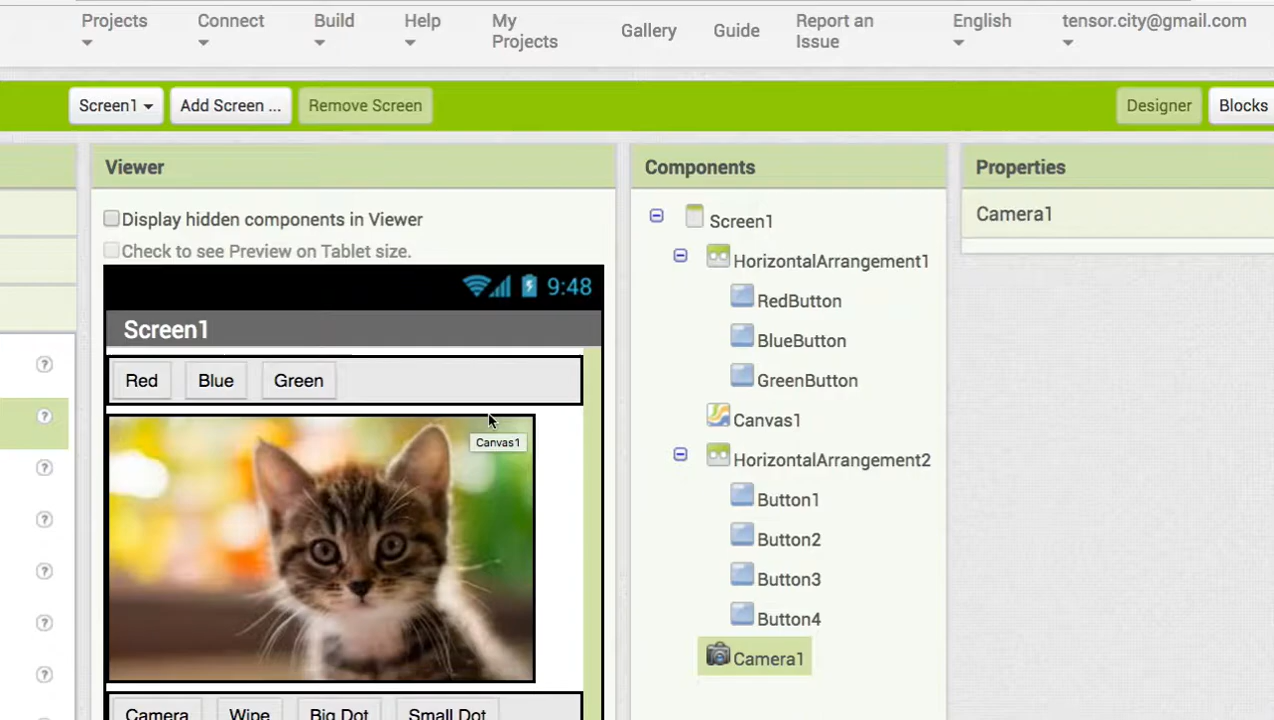 Projects
Connect
Build
Help
My Projects
Gallery
Guide
Report an Issue
English
tensor.city@gmail.com
Screen1
Add Screen ...
Remove Screen
Designer
Blocks
Viewer
Display hidden components in Viewer
Check to see Preview on Tablet size.
9:48
Screen1
Red
Blue
Green
Canvas1
Camera
Wipe
Big Dot
Small Dot
Components
Screen1
HorizontalArrangement1
RedButton
BlueButton
GreenButton
Canvas1
HorizontalArrangement2
Button1
Button2
Button3
Button4
Camera1
Properties
Camera1
?
?
?
?
?
?
?